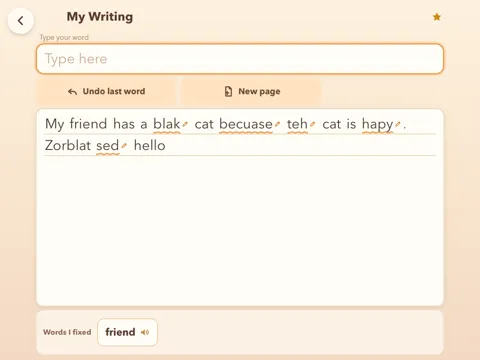 My Writing
Type your word
Type here
Undo last word
New page
My friend has a blak cat becuase teh cat is hapy .
Zorblat sed hello
Words I fixed
friend